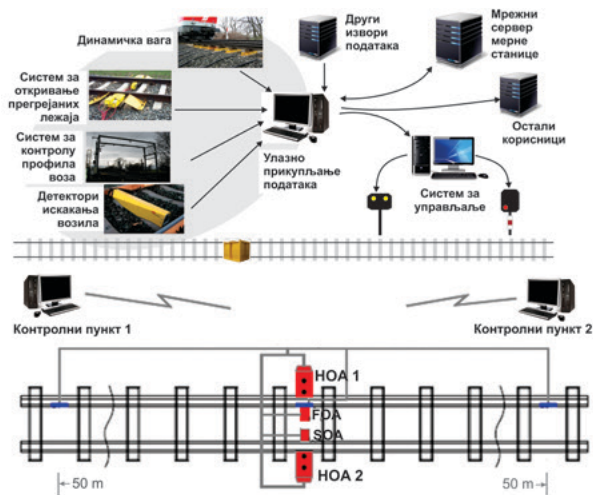 Динамичка вага
Други
извори
података
Мрежни
сервер
мерне
станице
Систем за
откривање
прегрејаних
лежаја
Систем за
контролу
профила
воза
Улазно
прикупљање
података
Остали
корисници
Детектори
искакања
возила
Систем за
управљање
Контролни пункт 1
Контролни пункт 2
НОА 1
FOA
SOA
НОА 2
50 m
50 m